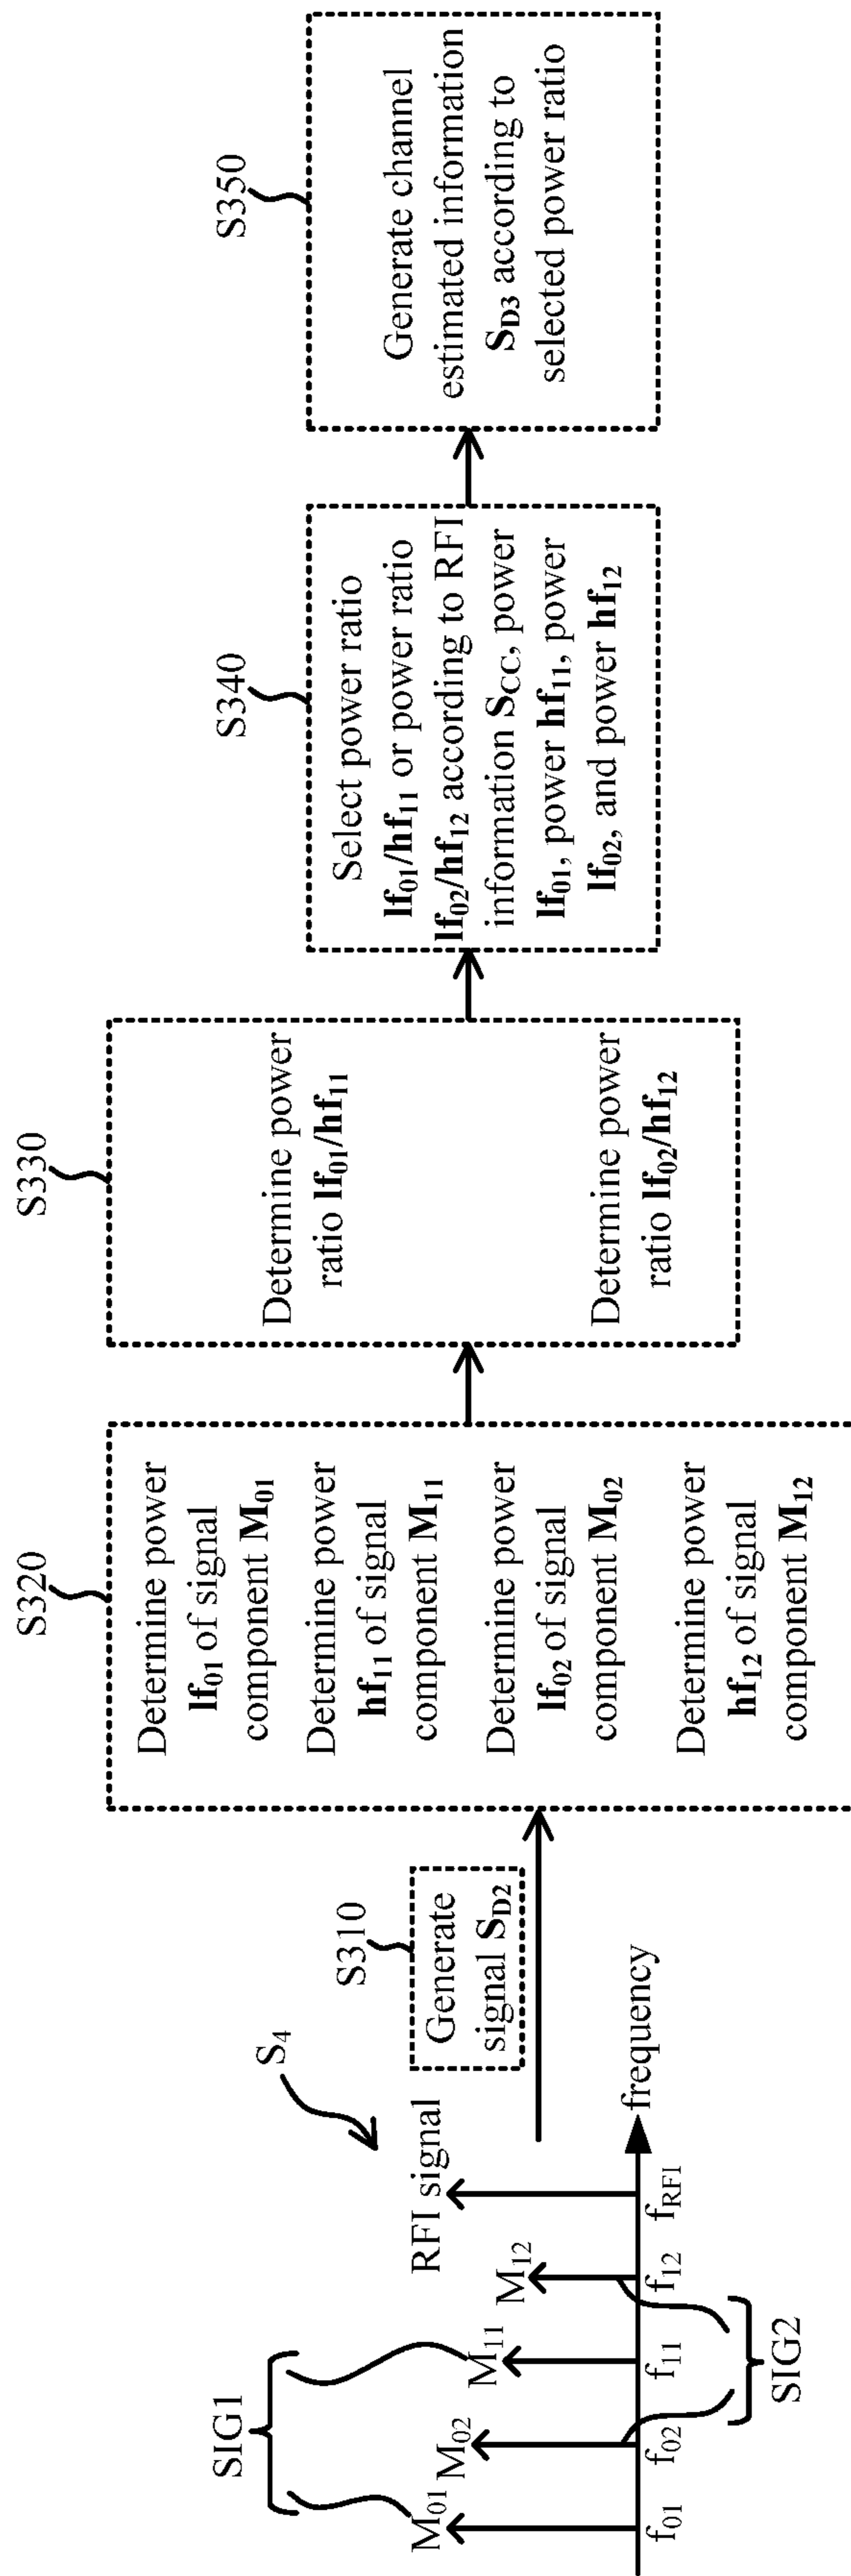 SIG1
M₀₁
M₀₂
M₁₁
M₁₂
RFI signal
S₄
f₀₁
f₀₂
f₁₁
f₁₂
f_RFI
frequency
SIG2
S310
Generate
signal S_D2
S320
Determine power
lf₀₁ of signal
component M₀₁
Determine power
hf₁₁ of signal
component M₁₁
Determine power
lf₀₂ of signal
component M₀₂
Determine power
hf₁₂ of signal
component M₁₂
S330
Determine power
ratio lf₀₁/hf₁₁
Determine power
ratio lf₀₂/hf₁₂
S340
Select power ratio
lf₀₁/hf₁₁ or power ratio
lf₀₂/hf₁₂ according to RFI
information S_CC, power
lf₀₁, power hf₁₁, power
lf₀₂, and power hf₁₂
S350
Generate channel
estimated information
S_D3 according to
selected power ratio